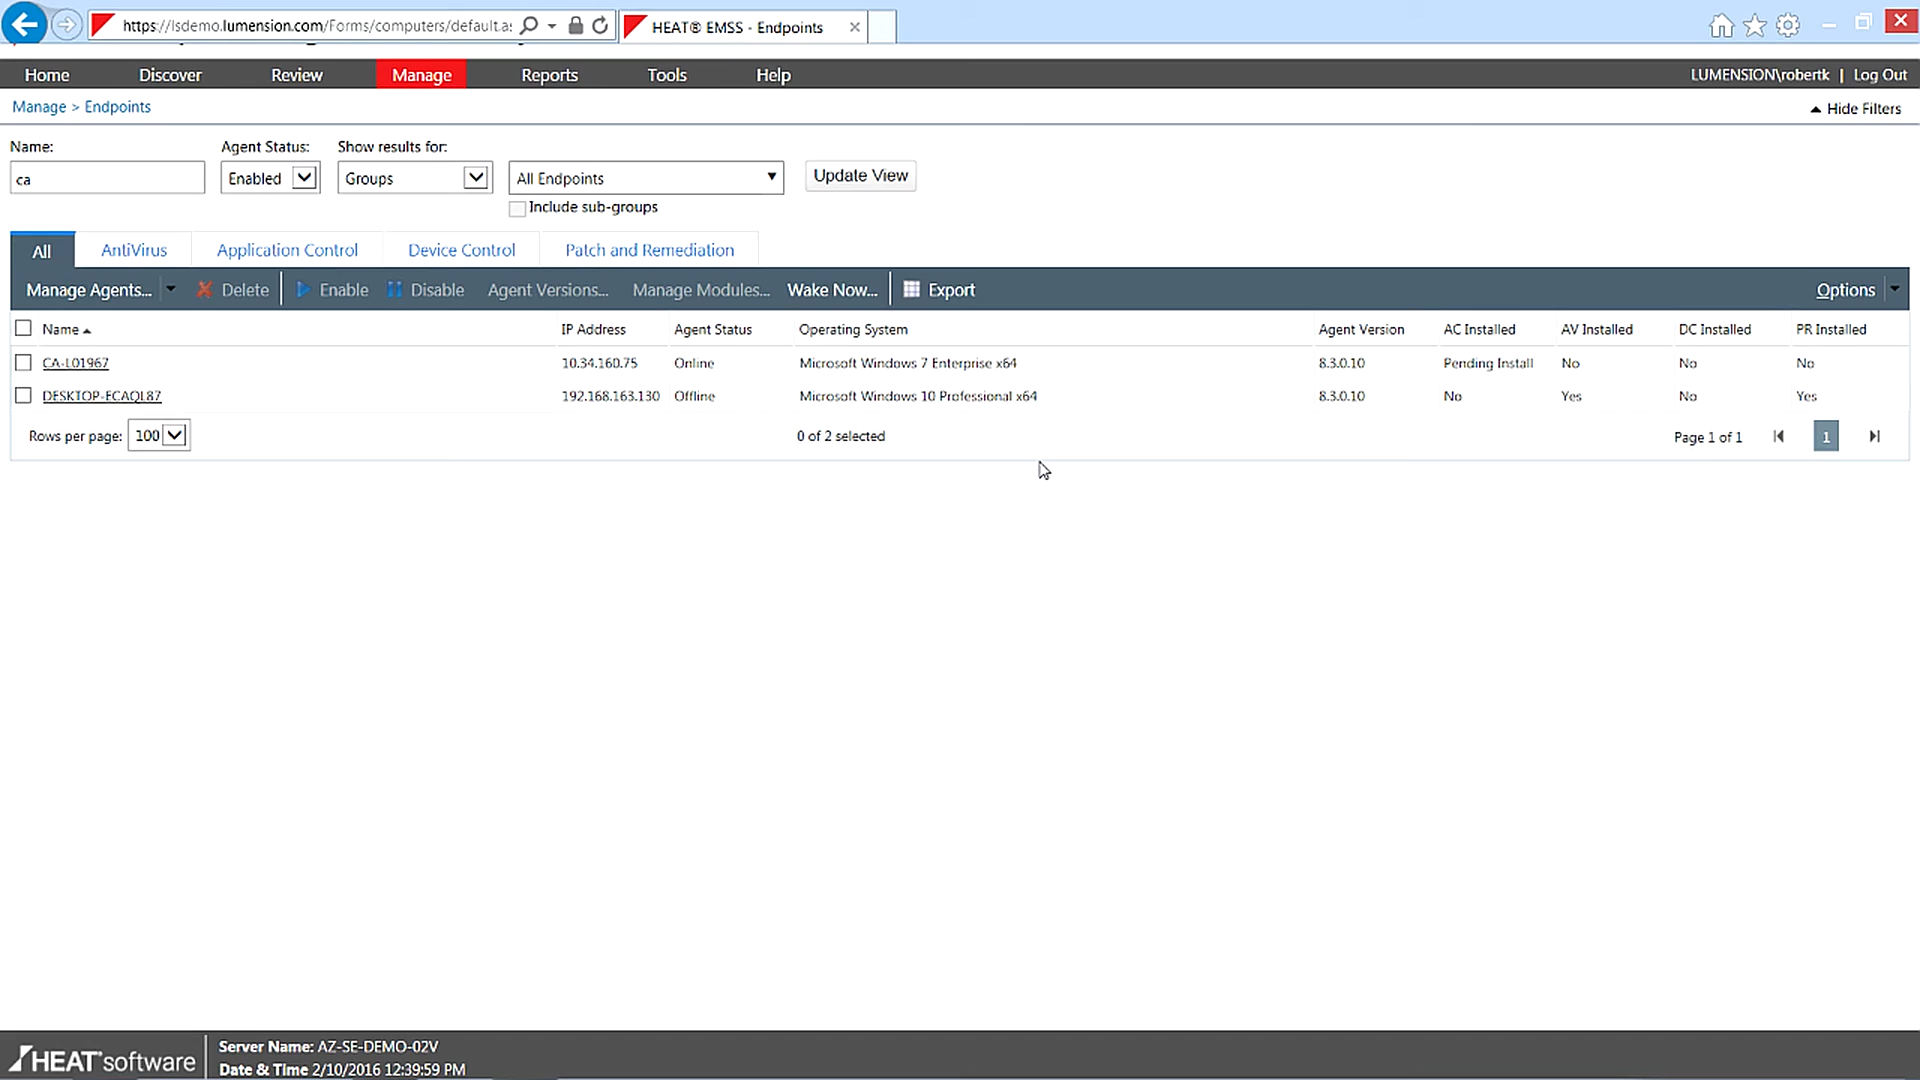 https://lsdemo.lumension.com/Forms/computers/default.as
HEAT® EMSS - Endpoints
Home Discover Review Manage Reports Tools Help LUMENSION\robertk | Log Out
Manage > Endpoints Hide Filters
Name: Agent Status: Show results for:
ca Enabled Groups All Endpoints Update View
Include sub-groups
All AntiVirus Application Control Device Control Patch and Remediation
Manage Agents... Delete Enable Disable Agent Versions... Manage Modules... Wake Now... Export Options
Name IP Address Agent Status Operating System Agent Version AC Installed AV Installed DC Installed PR Installed
CA-L01967 10.34.160.75 Online Microsoft Windows 7 Enterprise x64 8.3.0.10 Pending Install No No No
DESKTOP-ECAQL87 192.168.163.130 Offline Microsoft Windows 10 Professional x64 8.3.0.10 No Yes No Yes
Rows per page: 100 0 of 2 selected Page 1 of 1 1
HEAT software
Server Name: AZ-SE-DEMO-02V
Date & Time 2/10/2016 12:39:59 PM